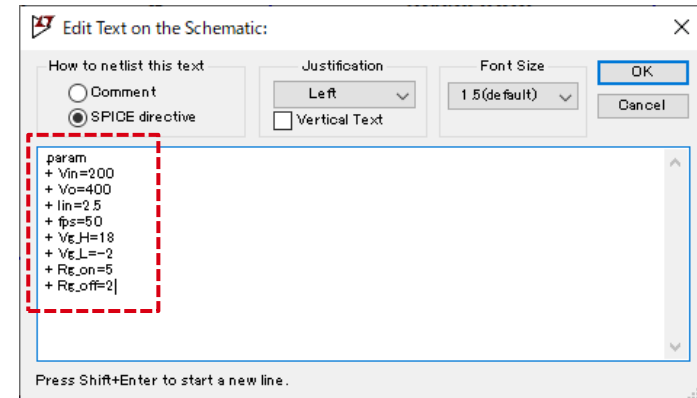 Edit Text on the Schematic:
How to netlist this text
Comment
SPICE directive
Justification
Left
Vertical Text
Font Size
1.5(default)
OK
Cancel
.param
+ Vin=200
+ Vo=400
+ Iin=2.5
+ fps=50
+ Vg_H=18
+ Vg_L=-2
+ Rg_on=5
+ Rg_off=2
Press Shift+Enter to start a new line.